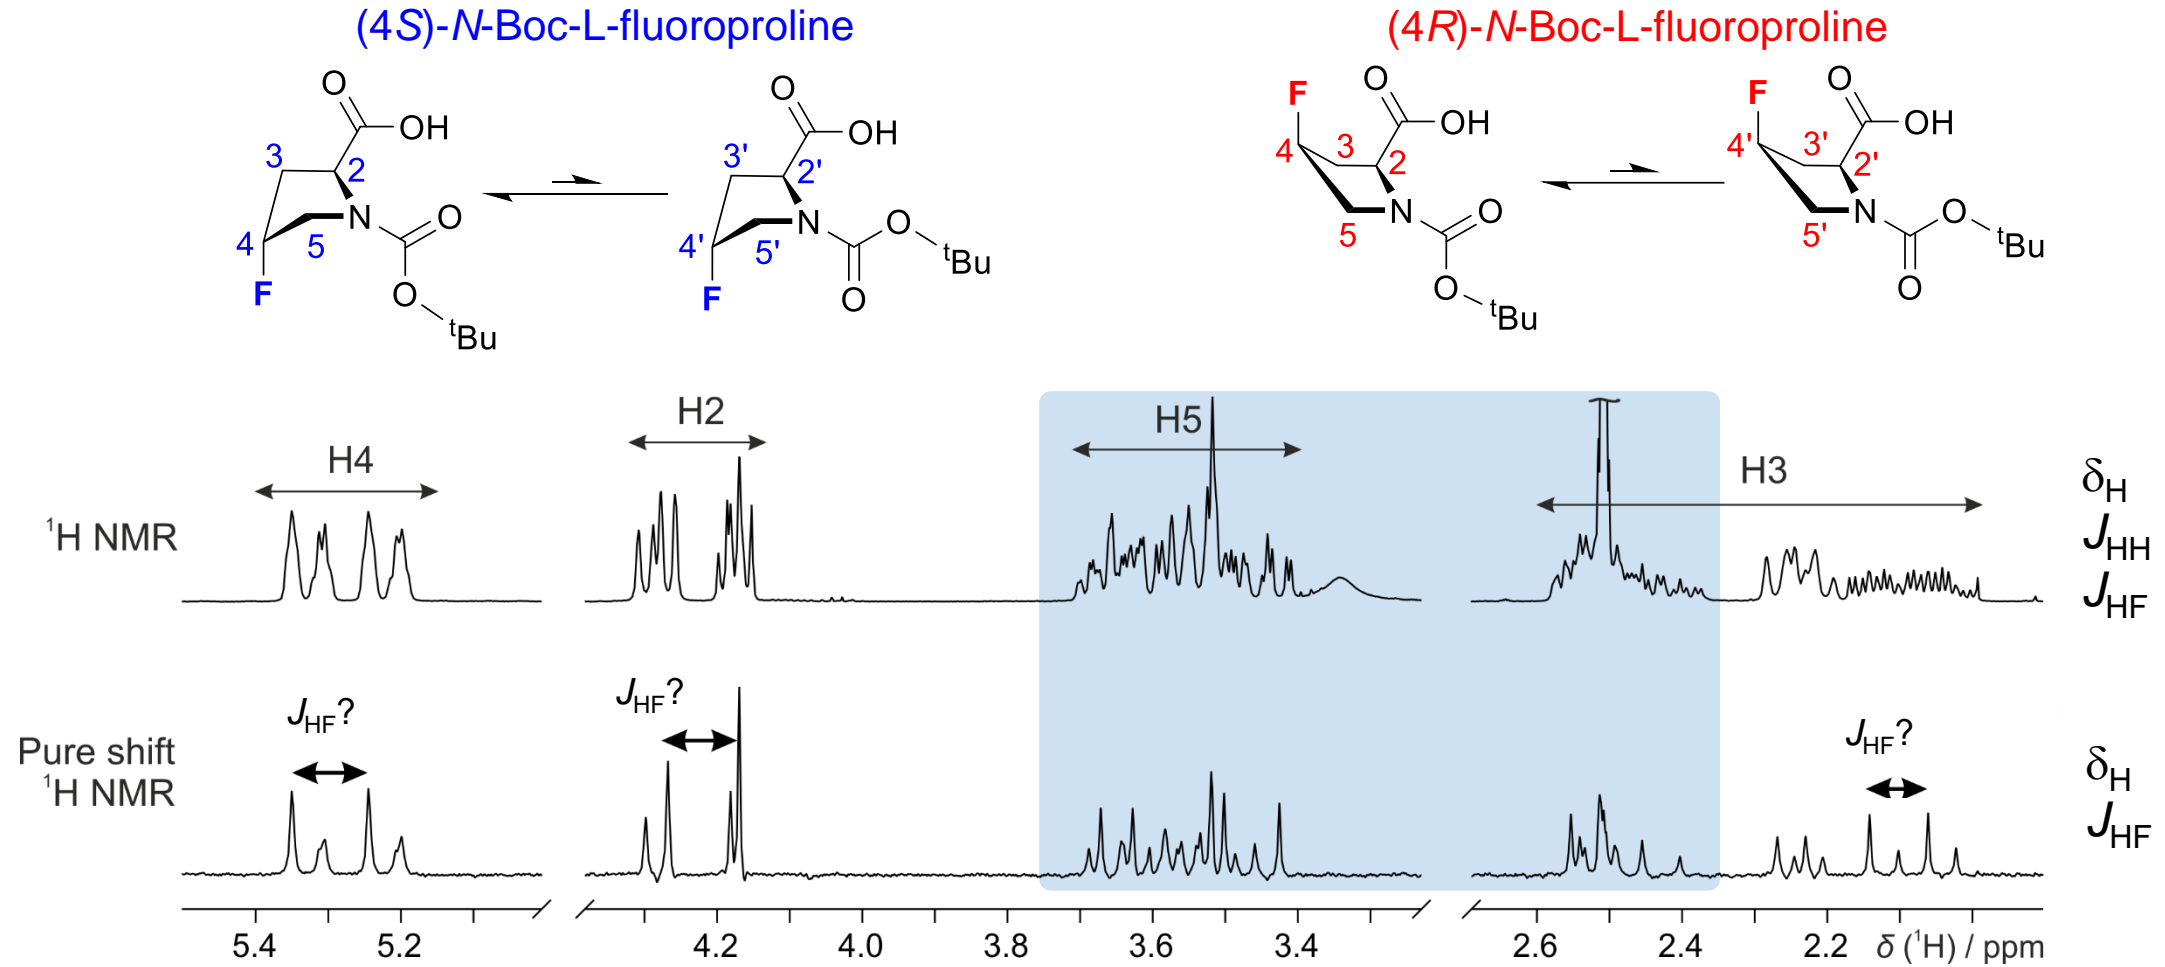 (4S)-N-Boc-L-fluoroproline
(4R)-N-Boc-L-fluoroproline
O
OH
3
2
N
O
4
5
F
O
tBu
O
OH
3'
2'
N
O
tBu
4'
5'
F
O
F
O
OH
4
3
2
N
O
5
O
tBu
F
O
OH
4'
3'
2'
N
O
tBu
5'
O
H4
H2
H5
H3
1H NMR
δH
JHH
JHF
JHF?
JHF?
JHF?
Pure shift
1H NMR
δH
JHF
5.4 5.2 4.2 4.0 3.8 3.6 3.4 2.6 2.4 2.2 δ (1H) / ppm